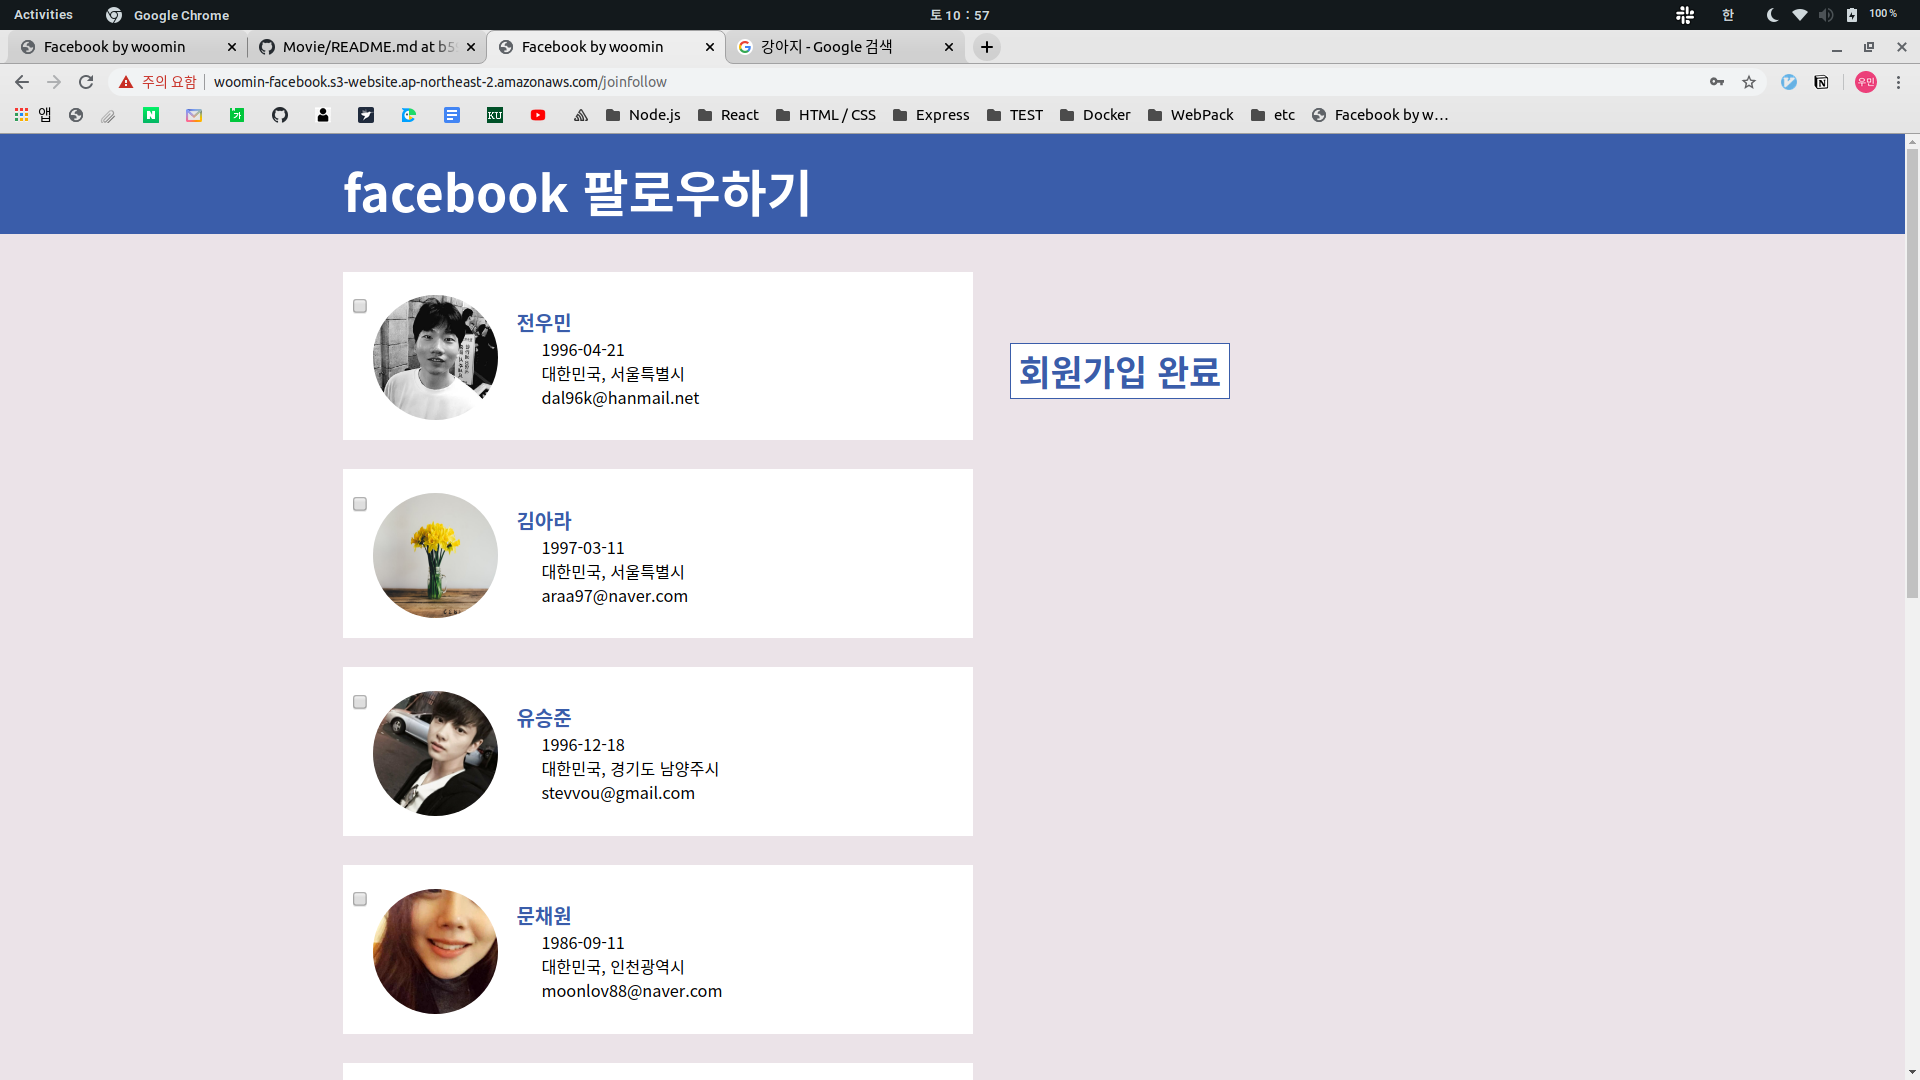 Activities
Google Chrome
토 10 : 57
한
100 %
Facebook by woomin
Movie/README.md at b5
Facebook by woomin
강아지 - Google 검색
주의 요함
woomin-facebook.s3-website.ap-northeast-2.amazonaws.com/joinfollow
우민
앱
N
가
KU
Node.js
React
HTML / CSS
Express
TEST
Docker
WebPack
etc
Facebook by w...
facebook 팔로우하기
전우민
1996-04-21
대한민국, 서울특별시
dal96k@hanmail.net
회원가입 완료
김아라
1997-03-11
대한민국, 서울특별시
araa97@naver.com
유승준
1996-12-18
대한민국, 경기도 남양주시
stevvou@gmail.com
문채원
1986-09-11
대한민국, 인천광역시
moonlov88@naver.com